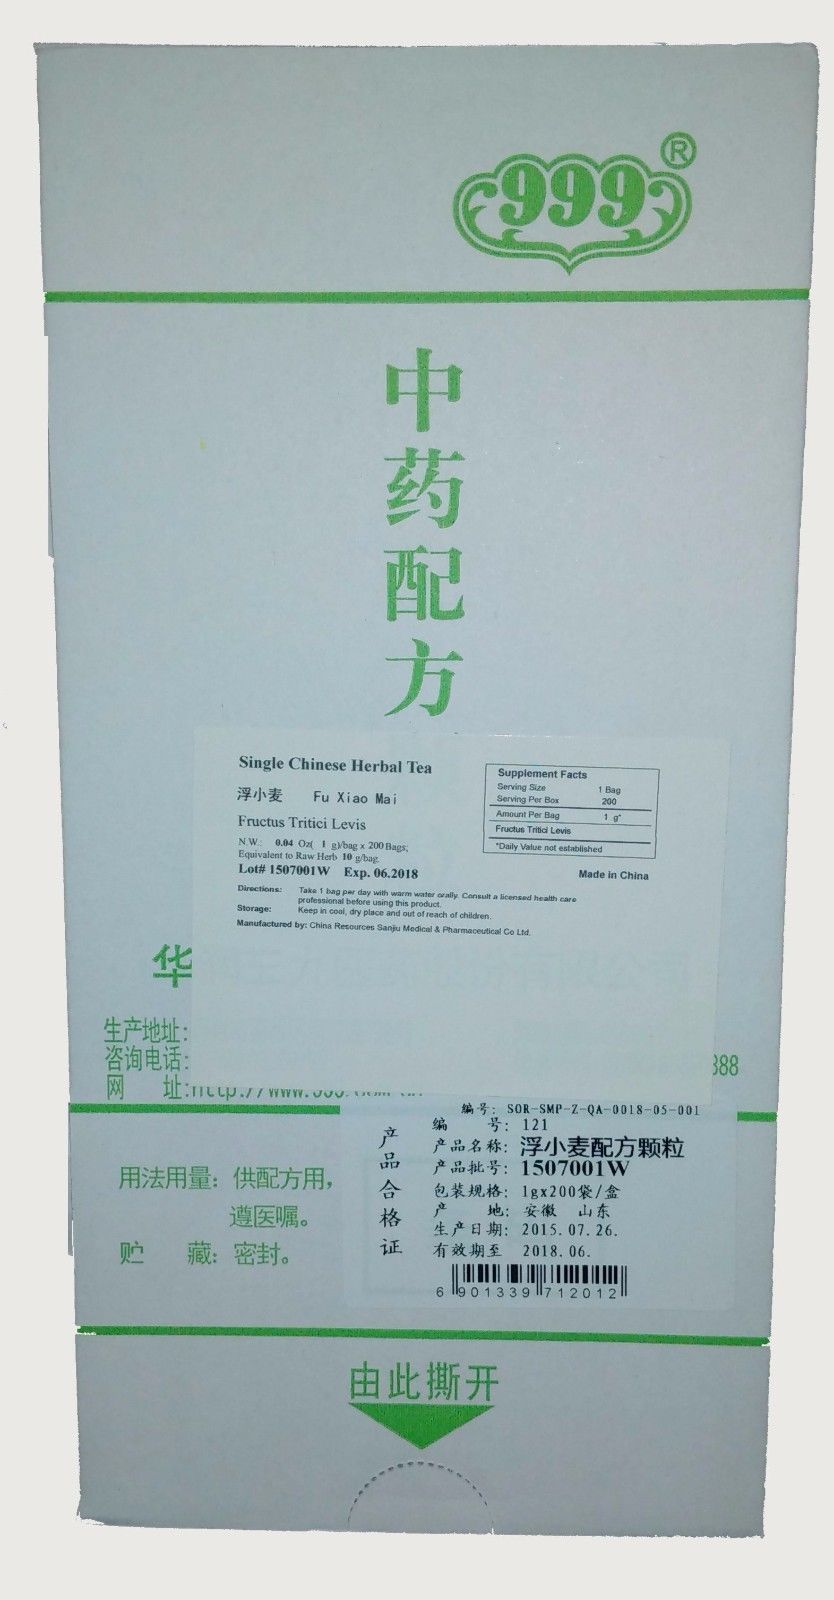 999®
中药配方
Single Chinese Herbal Tea
浮小麦 Fu Xiao Mai
Fructus Tritici Levis
N.W.: 0.04 Oz( 1 g)/bag x 200 Bags;
Equivalent to Raw Herb 10 g/bag
Lot# 1507001W Exp. 06.2018
Supplement Facts
Serving Size 1 Bag
Serving Per Box 200
Amount Per Bag 1 g*
Fructus Tritici Levis
*Daily Value not established
Made in China
Directions: Take 1 bag per day with warm water orally. Consult a licensed health care
professional before using this product.
Storage: Keep in cool, dry place and out of reach of children.
Manufactured by: China Resources Sanjiu Medical & Pharmaceutical Co Ltd.
华
生产地址:
咨询电话: 888
网 址:http://www.999.com.cn
编号: SOR-SMP-Z-QA-0018-05-001
产品合格证
编 号: 121
产品名称: 浮小麦配方颗粒
产品批号: 1507001W
包装规格: 1gx200袋/盒
产 地: 安徽 山东
生产日期: 2015.07.26.
有效期至 2018.06.
6 901339 712012
用法用量: 供配方用,
遵医嘱。
贮 藏: 密封。
由此撕开